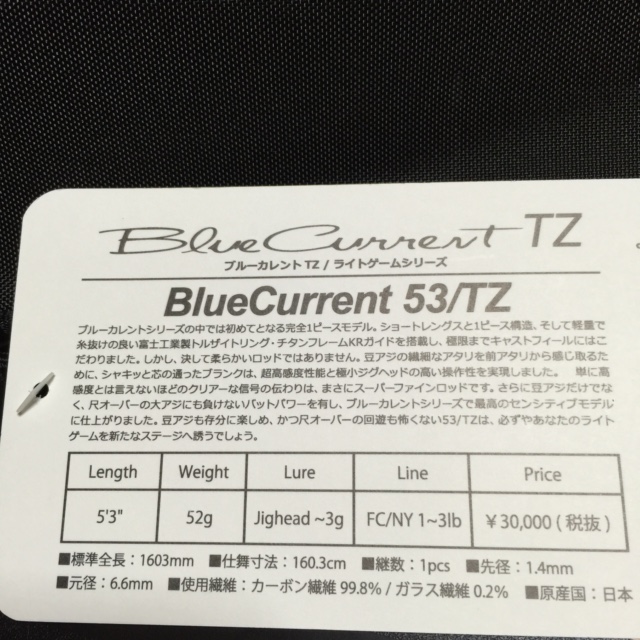 BlueCurrent TZ
ブルーカレント TZ / ライトゲームシリーズ
BlueCurrent 53/TZ
ブルーカレントシリーズの中では初めてとなる完全1ピースモデル。ショートレングスと1ピース構造、そして軽量で
糸抜けの良い富士工業製トルザイトリング・チタンフレームKRガイドを搭載し、極限までキャストフィールにはこ
だわりました。しかし、決して柔らかいロッドではありません。豆アジの繊細なアタリを前アタリから感じ取るた
めに、シャキッと芯の通ったブランクは、超高感度性能と極小ジグヘッドの高い操作性を実現しました。 単に高
感度とは言えないほどのクリアーな信号の伝わりは、まさにスーパーファインロッドです。さらに豆アジだけでな
く、尺オーバーの大アジにも負けないバットパワーを有し、ブルーカレントシリーズで最高のセンシティブモデル
に仕上がりました。豆アジも存分に楽しめ、かつ尺オーバーの回遊も怖くない53/TZは、必ずやあなたのライト
ゲームを新たなステージへ誘うでしょう。
Length Weight Lure Line Price
5'3" 52g Jighead ~3g FC/NY 1~3lb ¥30,000 ( 税抜 )
■標準全長：1603mm ■仕舞寸法：160.3cm ■継数：1pcs ■先径：1.4mm
■元径：6.6mm ■使用繊維：カーボン繊維 99.8% / ガラス繊維 0.2% ■原産国：日本